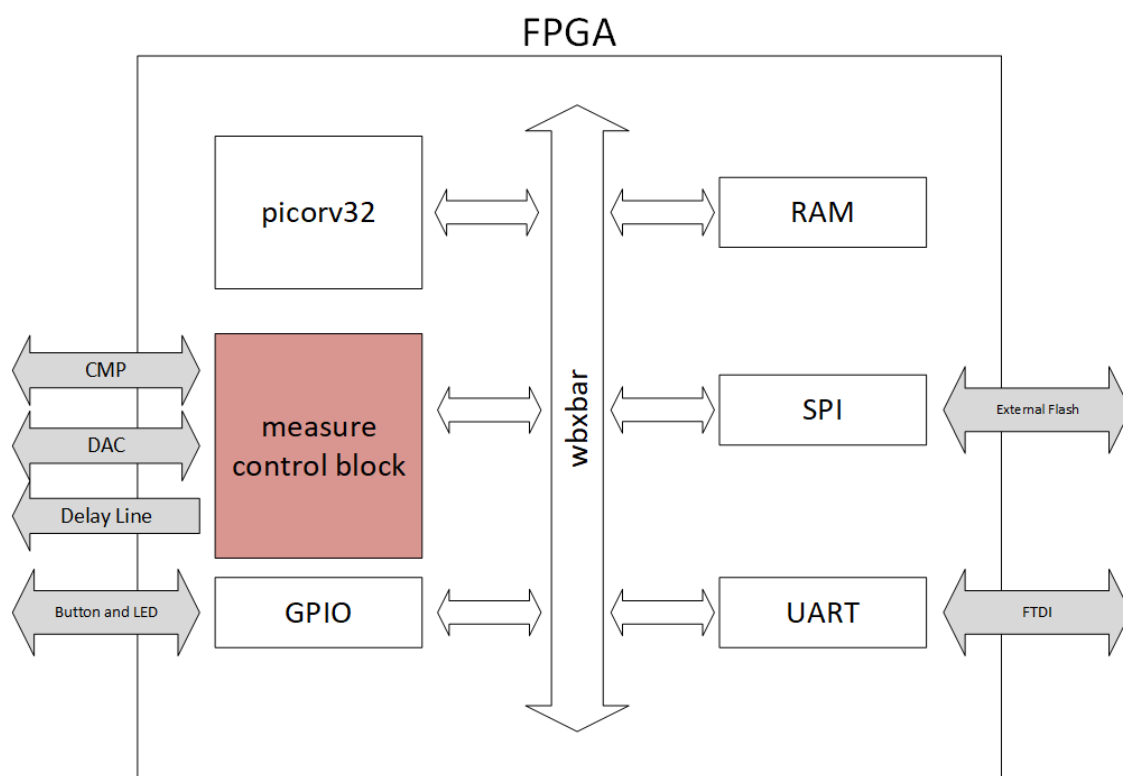 FPGA
picorv32
RAM
CMP
DAC
Delay Line
measure
control block
wbxbar
SPI
External Flash
Button and LED
GPIO
UART
FTDI